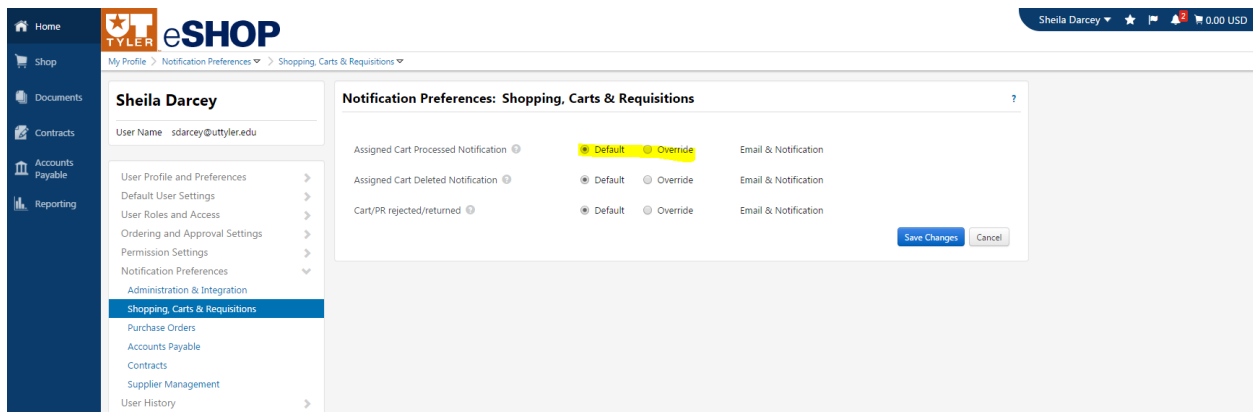 Home
Shop
Documents
Contracts
Accounts
Payable
Reporting
UT
TYLER
eSHOP
Sheila Darcey
2
0.00 USD
My Profile > Notification Preferences > Shopping, Carts & Requisitions
Sheila Darcey
User Name sdarcey@uttyler.edu
User Profile and Preferences
Default User Settings
User Roles and Access
Ordering and Approval Settings
Permission Settings
Notification Preferences
Administration & Integration
Shopping, Carts & Requisitions
Purchase Orders
Accounts Payable
Contracts
Supplier Management
User History
Notification Preferences: Shopping, Carts & Requisitions ?
Assigned Cart Processed Notification ? Default Override Email & Notification
Assigned Cart Deleted Notification ? Default Override Email & Notification
Cart/PR rejected/returned ? Default Override Email & Notification
Save Changes Cancel